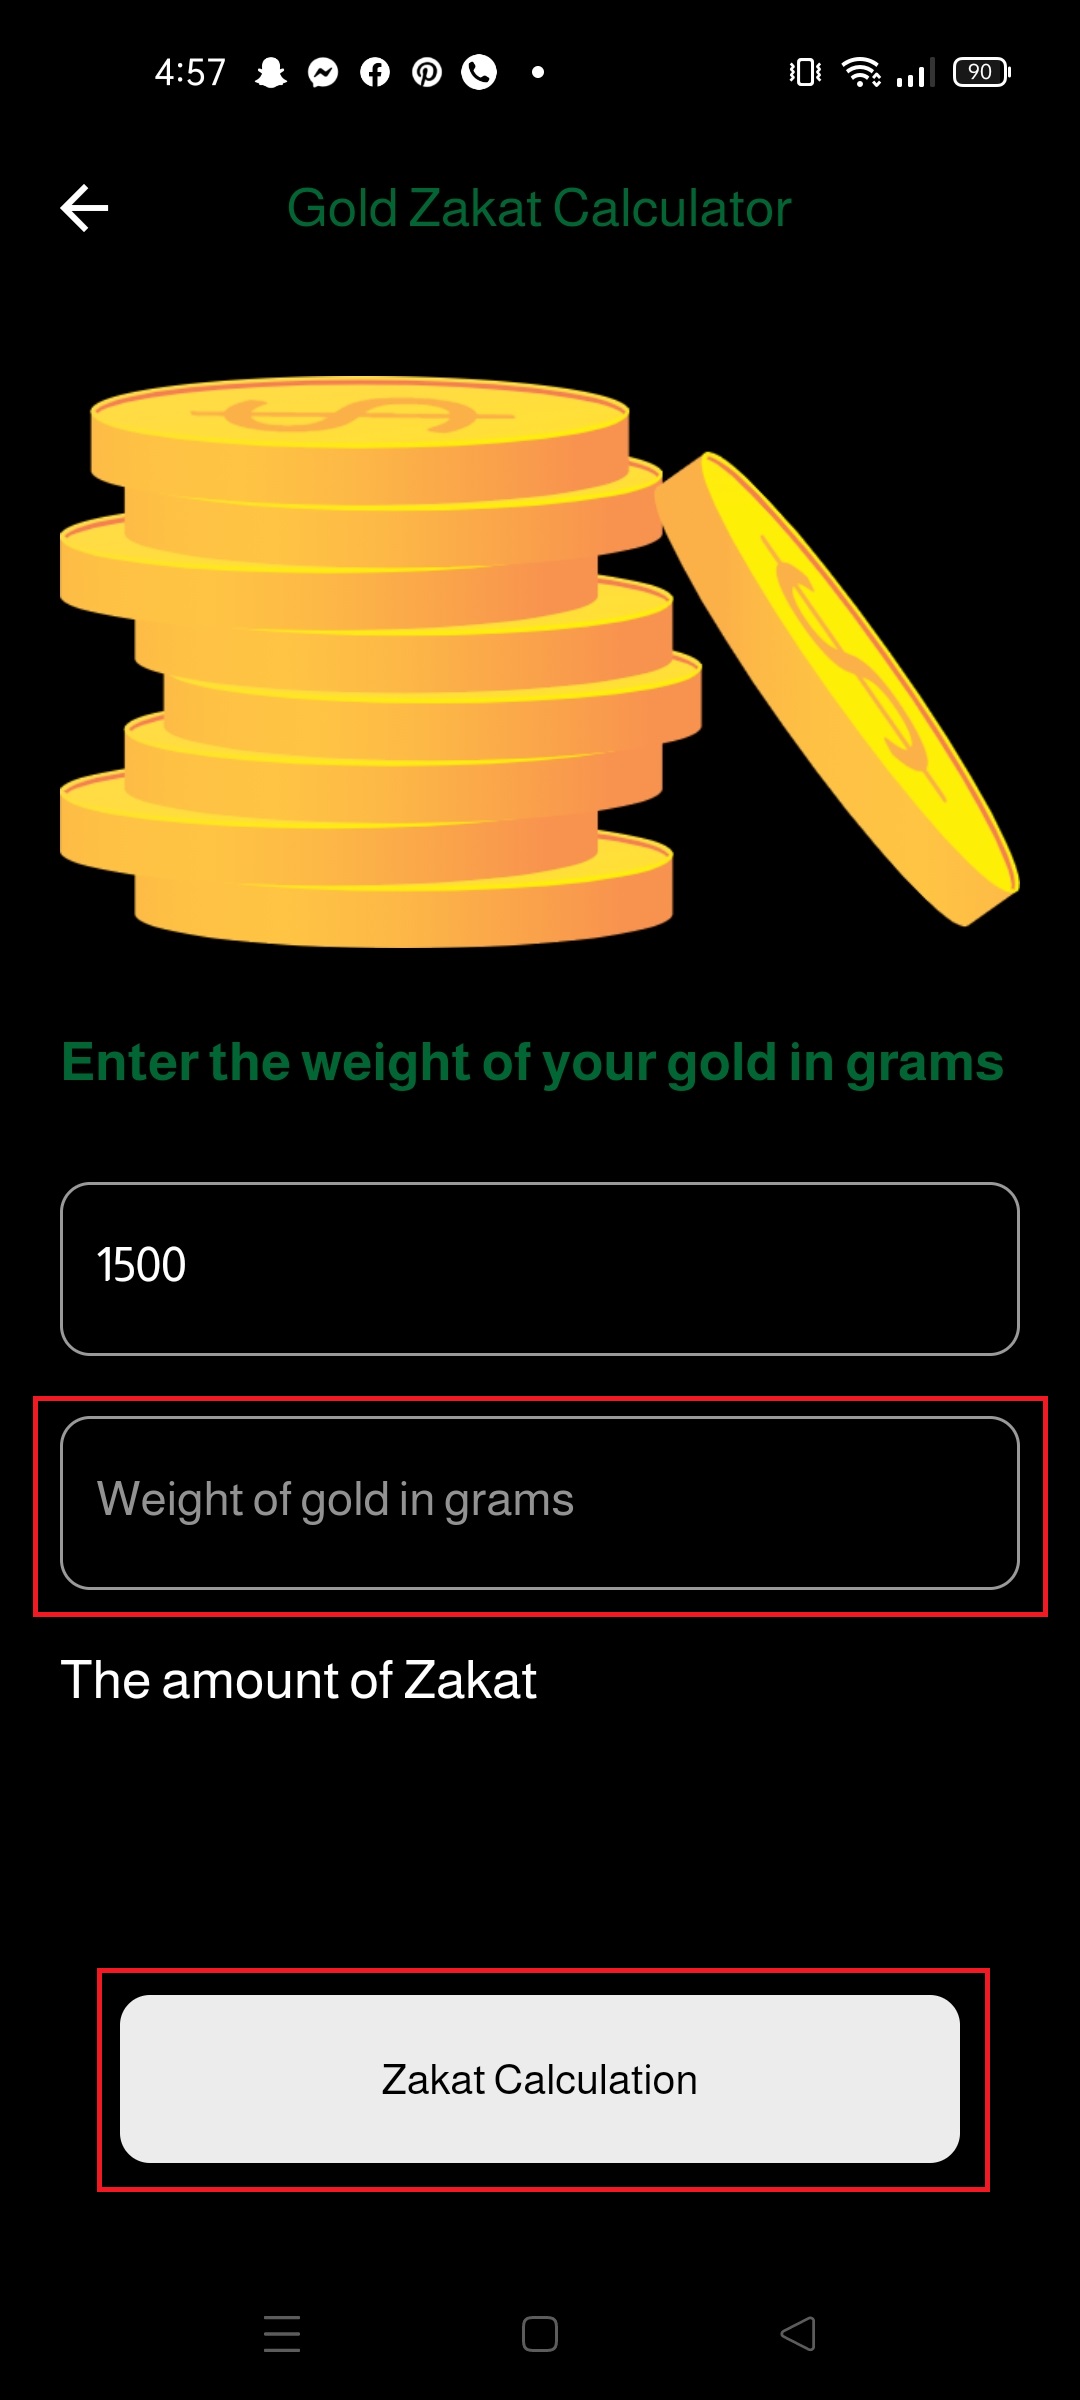 4:57
90
Gold Zakat Calculator
Enter the weight of your gold in grams
1500
Weight of gold in grams
The amount of Zakat
Zakat Calculation